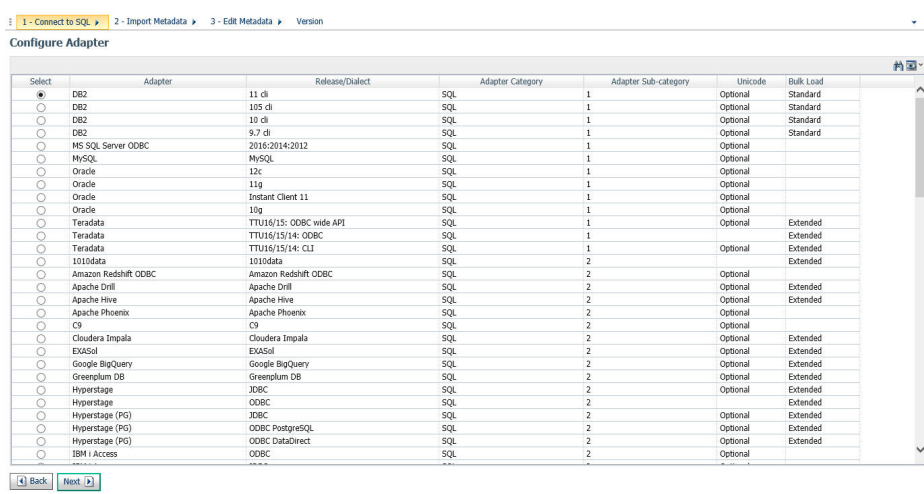 1 - Connect to SQL 2 - Import Metadata 3 - Edit Metadata Version
Configure Adapter
Select Adapter Release/Dialect Adapter Category Adapter Sub-category Unicode Bulk Load
DB2 11 cli SQL 1 Optional Standard
DB2 105 cli SQL 1 Optional Standard
DB2 10 cli SQL 1 Optional Standard
DB2 9.7 cli SQL 1 Optional Standard
MS SQL Server ODBC 2016:2014:2012 SQL 1 Optional
MySQL MySQL SQL 1 Optional
Oracle 12c SQL 1 Optional
Oracle 11g SQL 1 Optional
Oracle Instant Client 11 SQL 1 Optional
Oracle 10g SQL 1 Optional
Teradata TTU16/15: ODBC wide API SQL 1 Optional Extended
Teradata TTU16/15/14: ODBC SQL 1 Extended
Teradata TTU16/15/14: CLI SQL 1 Optional Extended
1010data 1010data SQL 2 Extended
Amazon Redshift ODBC Amazon Redshift ODBC SQL 2 Optional
Apache Drill Apache Drill SQL 2 Optional Extended
Apache Hive Apache Hive SQL 2 Optional Extended
Apache Phoenix Apache Phoenix SQL 2 Optional
C9 C9 SQL 2 Optional
Cloudera Impala Cloudera Impala SQL 2 Optional Extended
EXASol EXASol SQL 2 Optional Extended
Google BigQuery Google BigQuery SQL 2 Optional Extended
Greenplum DB Greenplum DB SQL 2 Optional Extended
Hyperstage JDBC SQL 2 Optional Extended
Hyperstage ODBC SQL 2 Extended
Hyperstage (PG) JDBC SQL 2 Optional Extended
Hyperstage (PG) ODBC PostgreSQL SQL 2 Optional Extended
Hyperstage (PG) ODBC DataDirect SQL 2 Optional Extended
IBM i Access ODBC SQL 2 Optional
Back Next